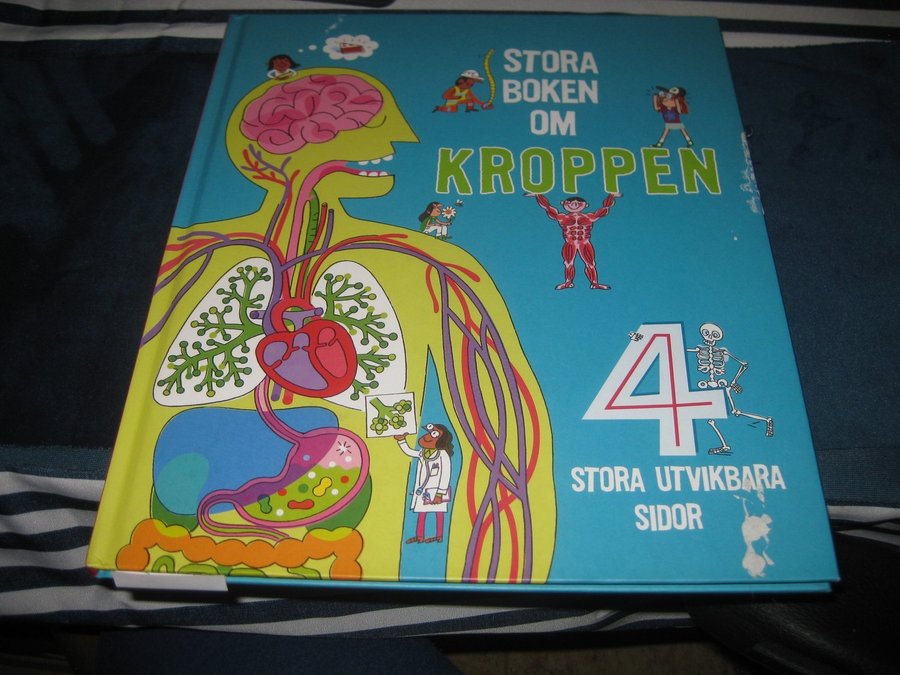 STORA
BOKEN
OM
KROPPEN
4
STORA UTVIKBARA
SIDOR